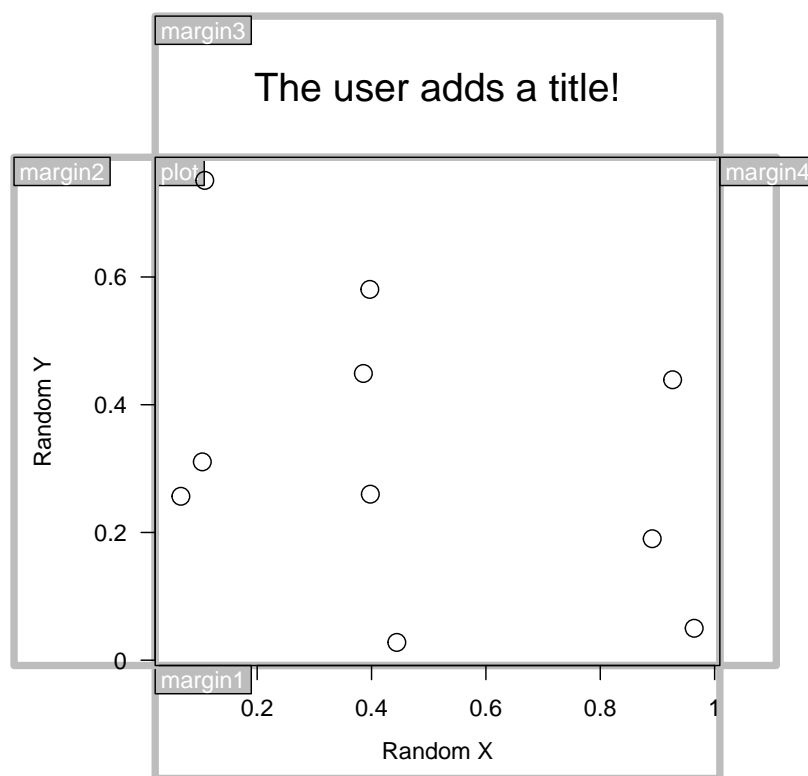 margin3
The user adds a title!
margin2
plot
margin4
0.6
0.4
0.2
0
Random Y
margin1
0.2 0.4 0.6 0.8 1
Random X